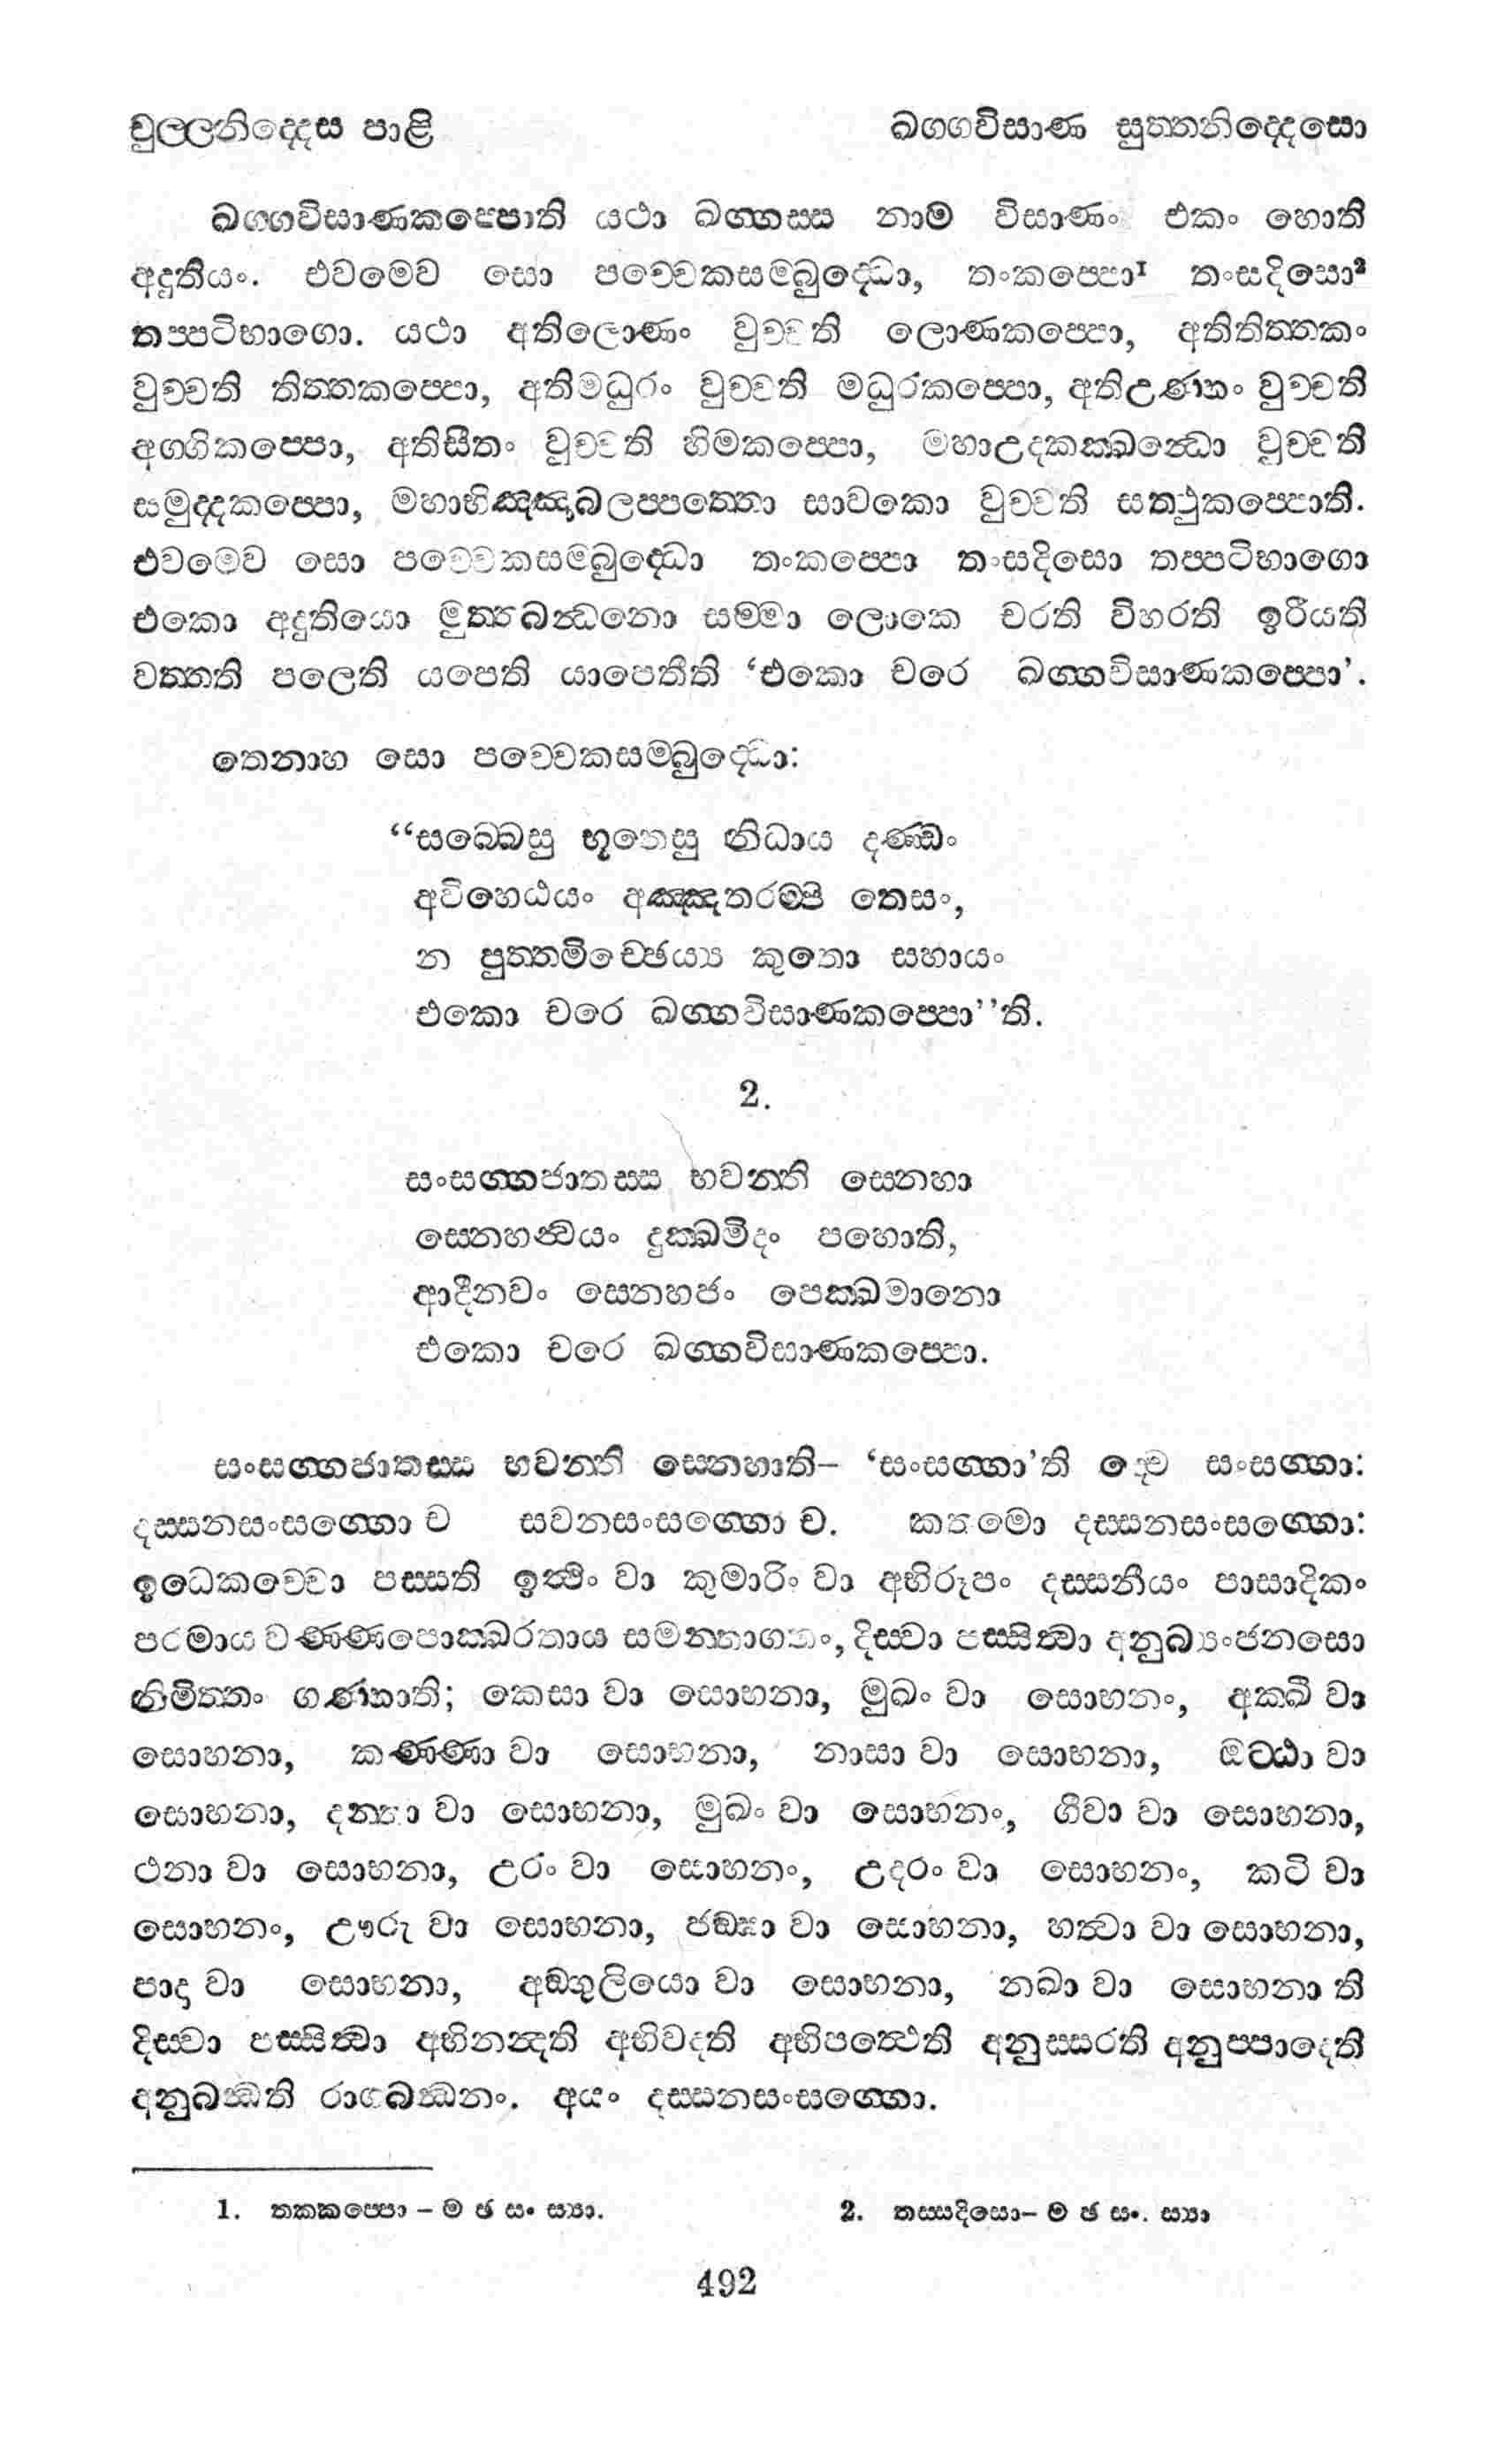 චුල්ලනිද්දෙස පාළි ඛග්ගවිසාණ සුත්තනිද්දෙසො
ඛග්ගවිසාණකප්පොති යථා ඛග්ගස්ස නාම විසාණං එකං හොති
අදුතියං. එවමෙව සො පච්චෙකසම්බුද්ධො, තංකප්පො¹ තංසදිසො²
තප්පටිභාගො. යථා අතිලොණං වුච්චති ලොණකප්පො, අතිතිත්තකං
වුච්චති තිත්තකප්පො, අතිමධුරං වුච්චති මධුරකප්පො, අතිඋණ්හං වුච්චති
අග්ගිකප්පො, අතිසීතං වුච්චති හිමකප්පො, මහාඋදකක්ඛන්ධො වුච්චති
සමුද්දකප්පො, මහාභිඤ්ඤාබලප්පත්තො සාවකො වුච්චති සත්ථුකප්පොති.
එවමෙව සො පච්චෙකසම්බුද්ධො තංකප්පො තංසදිසො තප්පටිභාගො
එකො අදුතියො මුත්තබන්ධනො සම්මා ලොකෙ චරති විහරති ඉරීයති
වත්තති පලෙති යපෙති යාපෙතීති ‘එකො චරෙ ඛග්ගවිසාණකප්පො’.
තෙනාහ සො පච්චෙකසම්බුද්ධො:
“සබ්බෙසු භූතෙසු නිධාය දණ්ඩං
අවිහෙඨයං අඤ්ඤතරම්පි තෙසං,
න පුත්තමිච්ඡෙය්‍ය කුතො සහායං
එකො චරෙ ඛග්ගවිසාණකප්පො”ති.
2.
සංසග්ගජාතස්ස භවන්ති ස්නෙහා
ස්නෙහන්වයං දුක්ඛමිදං පහොති,
ආදීනවං ස්නෙහජං පෙක්ඛමානො
එකො චරෙ ඛග්ගවිසාණකප්පො.
සංසග්ගජාතස්ස භවන්ති ස්නෙහාති– ‘සංසග්ගා’ති ද්වෙ සංසග්ගා:
දස්සනසංසග්ගො ච සවනසංසග්ගො ච. කතමො දස්සනසංසග්ගො:
ඉධෙකච්චො පස්සති ඉත්ථිං වා කුමාරිං වා අභිරූපං දස්සනීයං පාසාදිකං
පරමාය වණ්ණපොක්ඛරතාය සමන්නාගතං, දිස්වා පස්සිත්වා අනුබ්‍යංජනසො
නිමිත්තං ගණ්හාති; කෙසා වා සොභනා, මුඛං වා සොභනං, අක්ඛි වා
සොභනා, කණ්ණා වා සොභනා, නාසා වා සොභනා, ඔට්ඨා වා
සොභනා, දන්තා වා සොභනා, මුඛං වා සොභනං, ගීවා වා සොභනා,
ථනා වා සොභනා, උරං වා සොභනං, උදරං වා සොභනං, කටි වා
සොභනං, ඌරු වා සොභනා, ජඞ්ඝා වා සොභනා, හත්ථා වා සොභනා,
පාදා වා සොභනා, අඞ්ගුලියො වා සොභනා, නඛා වා සොභනා ති
දිස්වා පස්සිත්වා අභිනන්දති අභිවදති අභිපත්ථෙති අනුස්සරති අනුප්පාදෙති
අනුබන්ධති රාගබන්ධනං. අයං දස්සනසංසග්ගො.
1. තක්කප්පො – ම ඡ සං ස්‍යා.
2. තස්සදිසො– ම ඡ සං. ස්‍යා
492